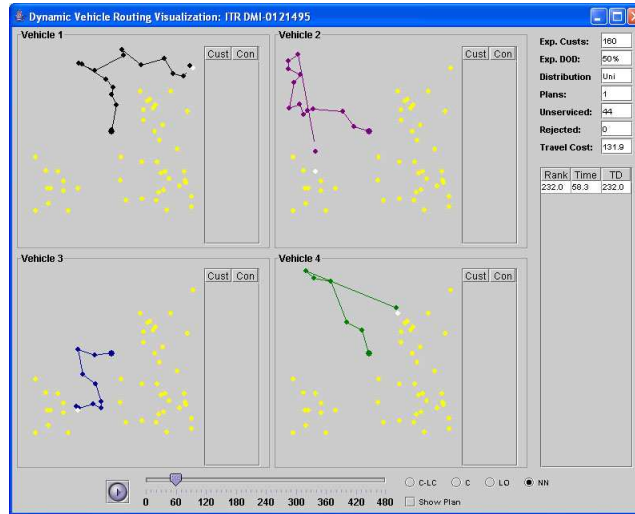 Dynamic Vehicle Routing Visualization: ITR DMI-0121495
Vehicle 1
Cust Con
Vehicle 2
Cust Con
Exp. Custs: 160
Exp. DOD: 50%
Distribution Uni
Plans: 1
Unserviced: 44
Rejected: 0
Travel Cost: 131.9
Rank Time TD
232.0 58.3 232.0
Vehicle 3
Cust Con
Vehicle 4
Cust Con
0 60 120 180 240 300 360 420 480
C-LC C LO NN
Show Plan